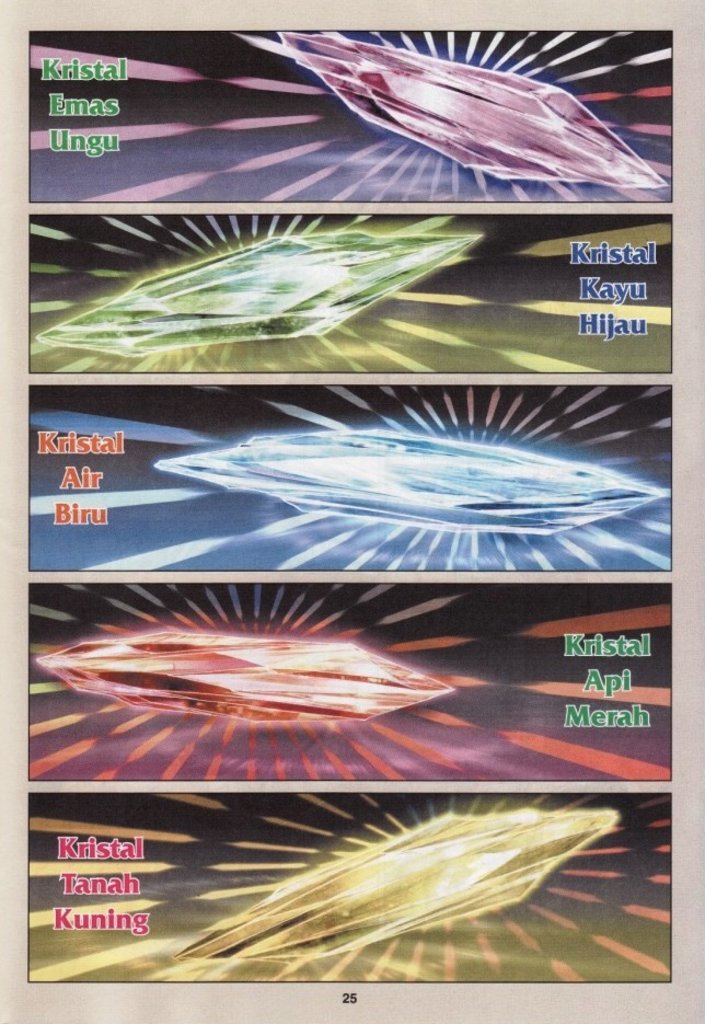 Kristal
Emas
Ungu
Kristal
Kayu
Hijau
Kristal
Air
Biru
Kristal
Api
Merah
Kristal
Tanah
Kuning
25